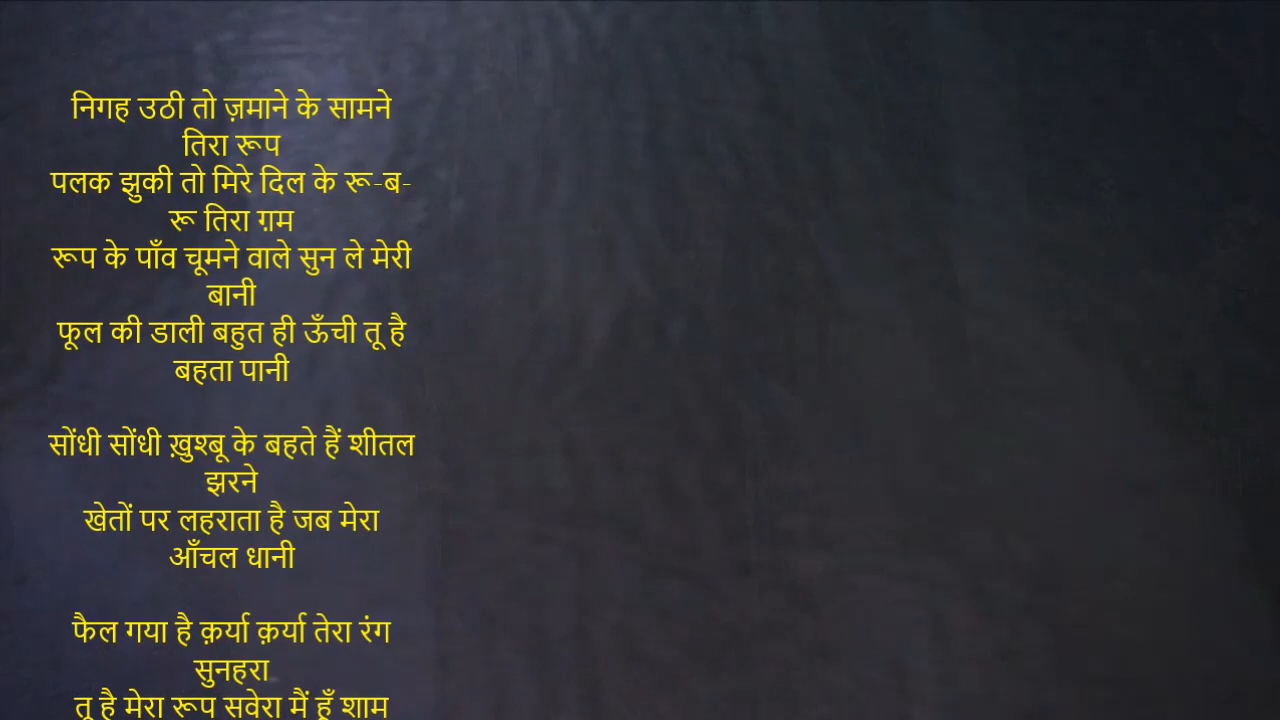 निगह उठी तो ज़माने के सामने
तिरा रूप
पलक झुकी तो मिरे दिल के रू-ब-
रू तिरा ग़म
रूप के पाँव चूमने वाले सुन ले मेरी
बानी
फूल की डाली बहुत ही ऊँची तू है
बहता पानी
सोंधी सोंधी ख़ुश्बू के बहते हैं शीतल
झरने
खेतों पर लहराता है जब मेरा
आँचल धानी
फैल गया है क़र्या क़र्या तेरा रंग
सुनहरा
तू है मेरा रूप सवेरा मैं हूँ शाम